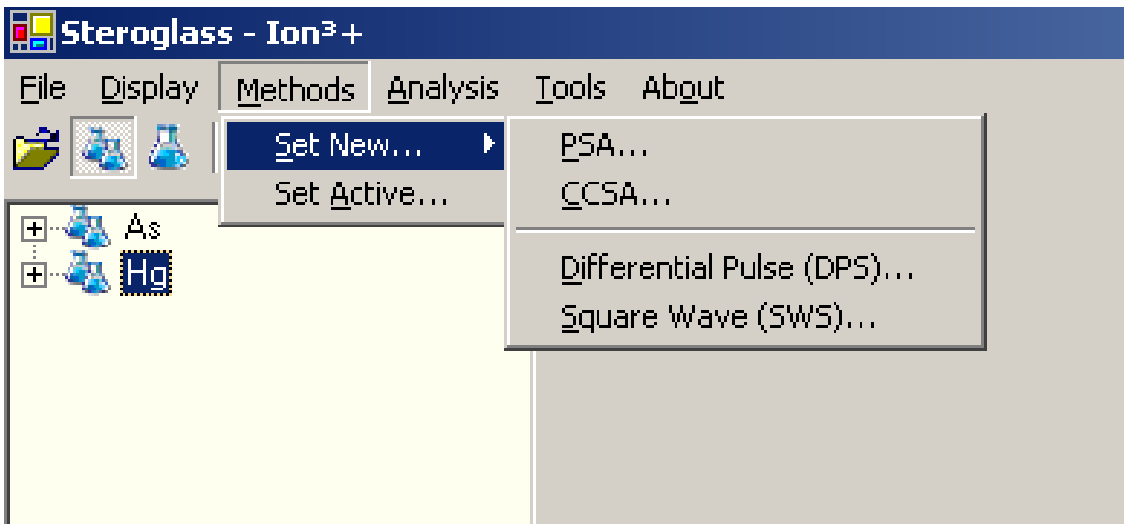 Steroglass - Ion³+
File Display Methods Analysis Tools About
Set New...
Set Active...
PSA...
CCSA...
Differential Pulse (DPS)...
Square Wave (SWS)...
As
Hg